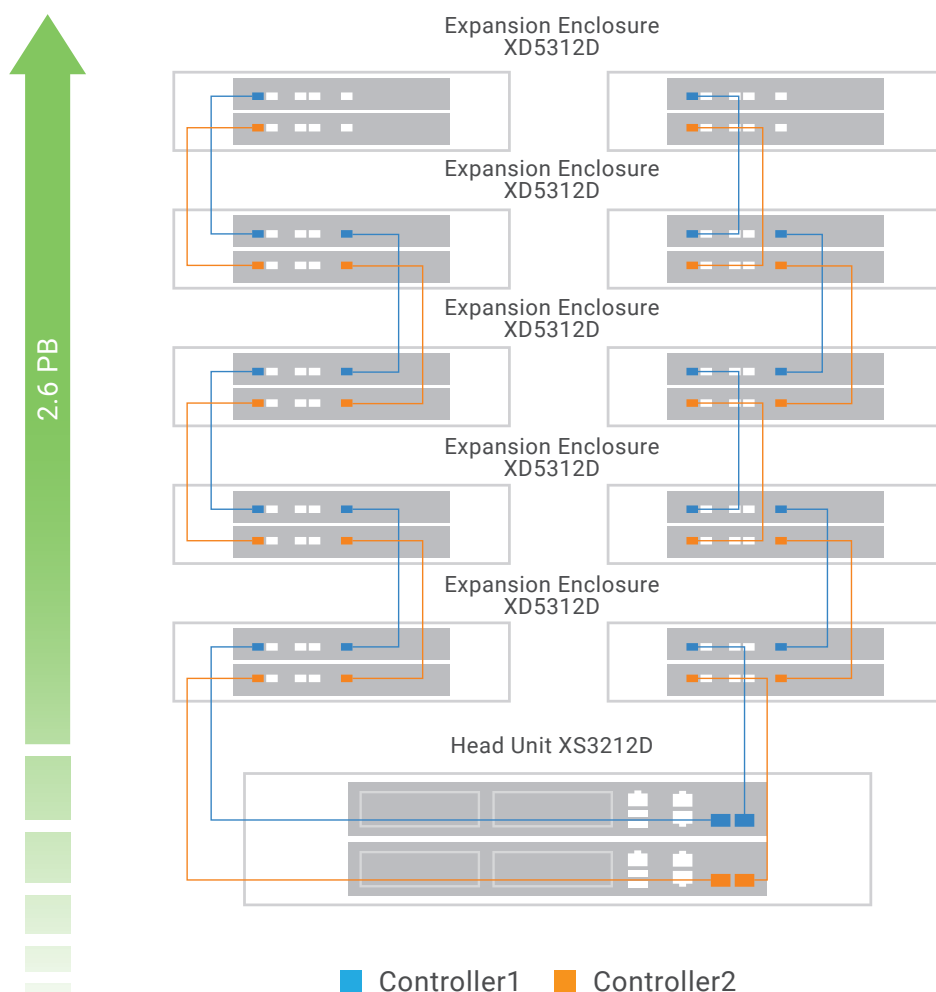 Expansion Enclosure
XD5312D
Expansion Enclosure
XD5312D
Expansion Enclosure
XD5312D
Expansion Enclosure
XD5312D
Expansion Enclosure
XD5312D
2.6 PB
Head Unit XS3212D
Controller1
Controller2